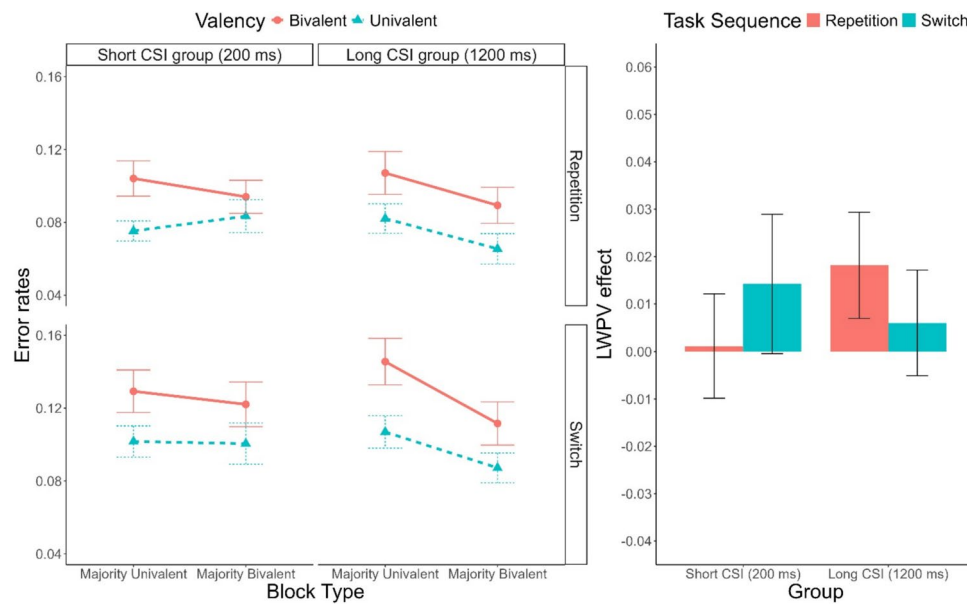 Valency Bivalent Univalent
Short CSI group (200 ms) Long CSI group (1200 ms)
Error rates
0.16
0.12
0.08
0.04
Repetition
0.16
0.12
0.08
0.04
Switch
Majority Univalent Majority Bivalent Majority Univalent Majority Bivalent
Block Type
Task Sequence Repetition Switch
LWPV effect
0.06
0.05
0.04
0.03
0.02
0.01
0.00
-0.01
-0.02
-0.03
-0.04
Short CSI (200 ms) Long CSI (1200 ms)
Group